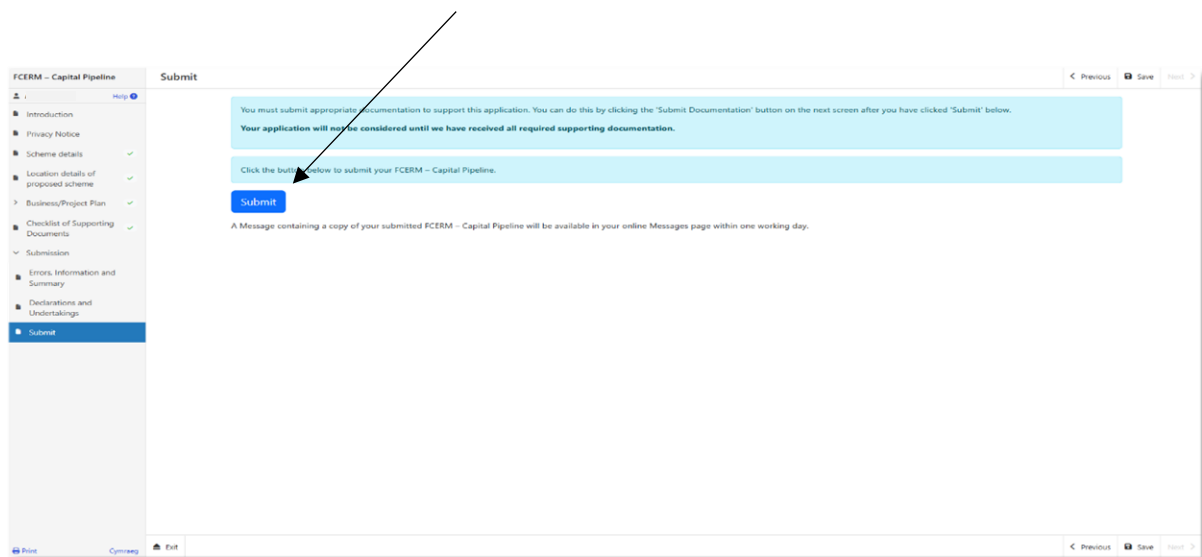 FCERM – Capital Pipeline
Submit
Previous
Save
Next
Help
Introduction
Privacy Notice
Scheme details
Location details of
proposed scheme
Business/Project Plan
Checklist of Supporting
Documents
Submission
Errors, Information and
Summary
Declarations and
Undertakings
Submit
You must submit appropriate documentation to support this application. You can do this by clicking the 'Submit Documentation' button on the next screen after you have clicked 'Submit' below.
Your application will not be considered until we have received all required supporting documentation.
Click the button below to submit your FCERM – Capital Pipeline.
Submit
A Message containing a copy of your submitted FCERM – Capital Pipeline will be available in your online Messages page within one working day.
Print
Cymraeg
Exit
Previous
Save
Next